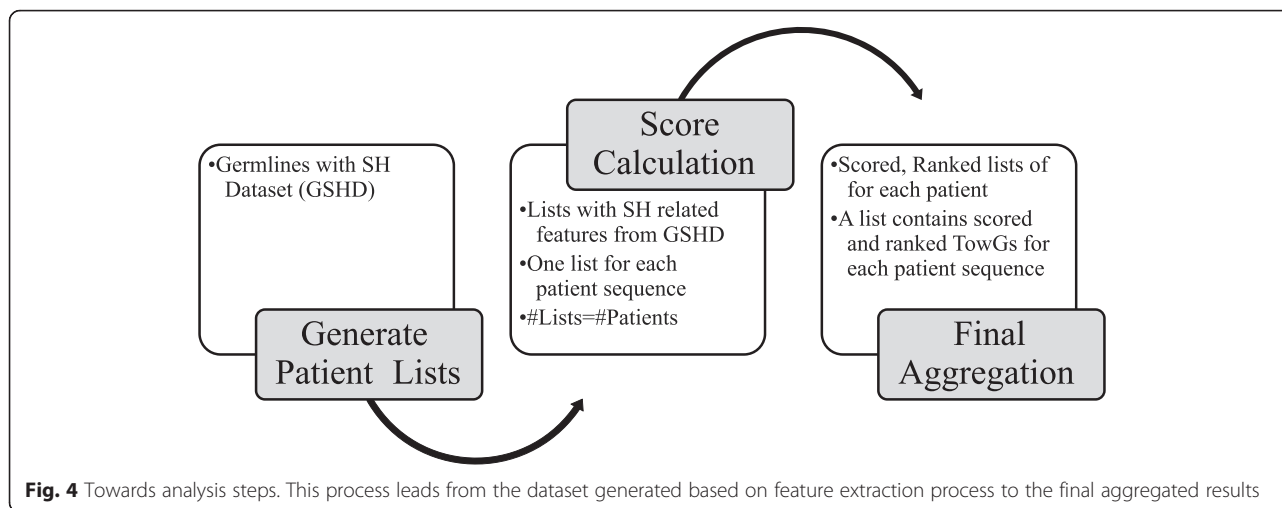 •Germlines with SH
Dataset (GSHD)
Generate
Patient Lists
Score
Calculation
•Lists with SH related
features from GSHD
•One list for each
patient sequence
•#Lists=#Patients
•Scored, Ranked lists of
for each patient
•A list contains scored
and ranked TowGs for
each patient sequence
Final
Aggregation
Fig. 4 Towards analysis steps. This process leads from the dataset generated based on feature extraction process to the final aggregated results